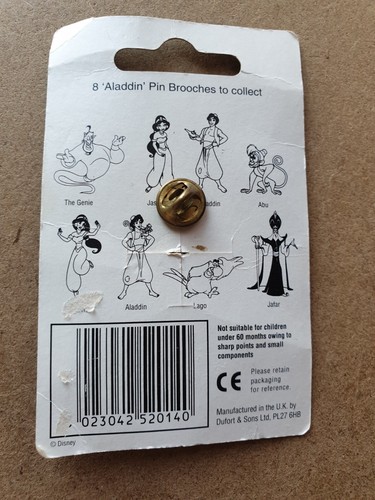 8 'Aladdin' Pin Brooches to collect
The Genie
Aladdin
Abu
Aladdin
Lago
Jafar
Not suitable for children
under 60 months owing to
sharp points and small
components
CE
Please retain
packaging
for reference.
Manufactured in the U.K. by
Dufort & Sons Ltd, PL27 6HB
023042 520140
© Disney